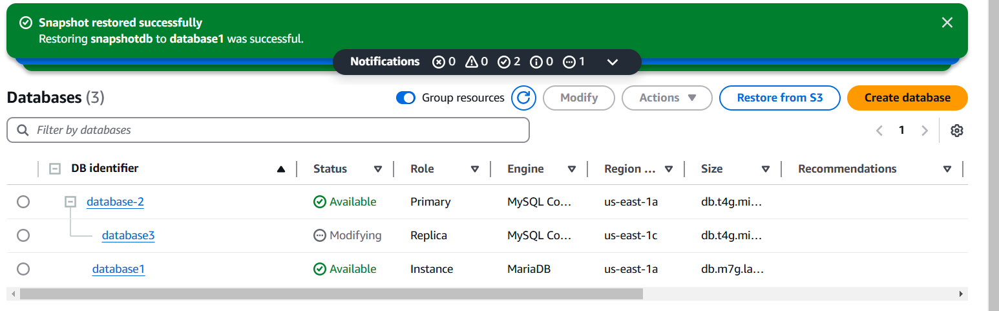 Snapshot restored successfully
Restoring snapshotdb to database1 was successful.
Notifications 0 0 2 0 1
Databases (3) Group resources Modify Actions Restore from S3 Create database
Filter by databases 1
DB identifier Status Role Engine Region ... Size Recommendations
database-2 Available Primary MySQL Co... us-east-1a db.t4g.mi...
database3 Modifying Replica MySQL Co... us-east-1c db.t4g.mi...
database1 Available Instance MariaDB us-east-1a db.m7g.la...